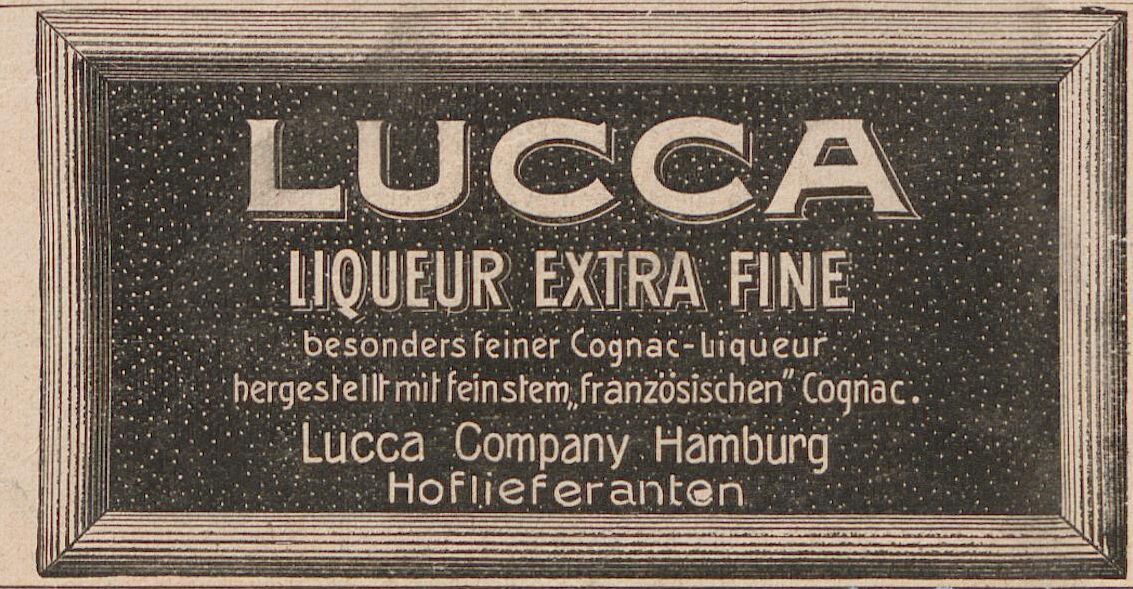 LUCCA
LIQUEUR EXTRA FINE
besonders feiner Cognac-Liqueur
hergestellt mit feinstem „französischen” Cognac.
Lucca Company Hamburg
Hoflieferanten